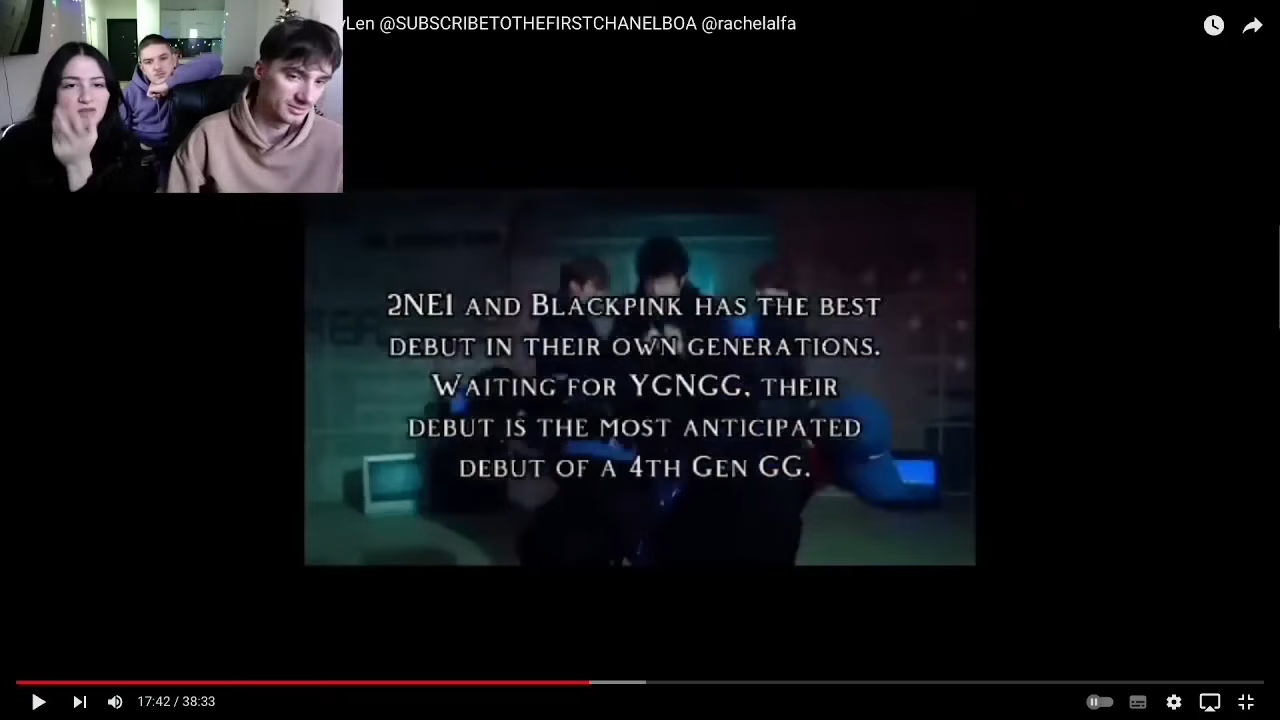 yLen @SUBSCRIBETOTHEFIRSTCHANELBOA @rachelalfa
2NE1 and Blackpink has the best
debut in their own generations.
Waiting for YGNGG, their
debut is the most anticipated
debut of a 4th Gen GG.
17:42 / 38:33